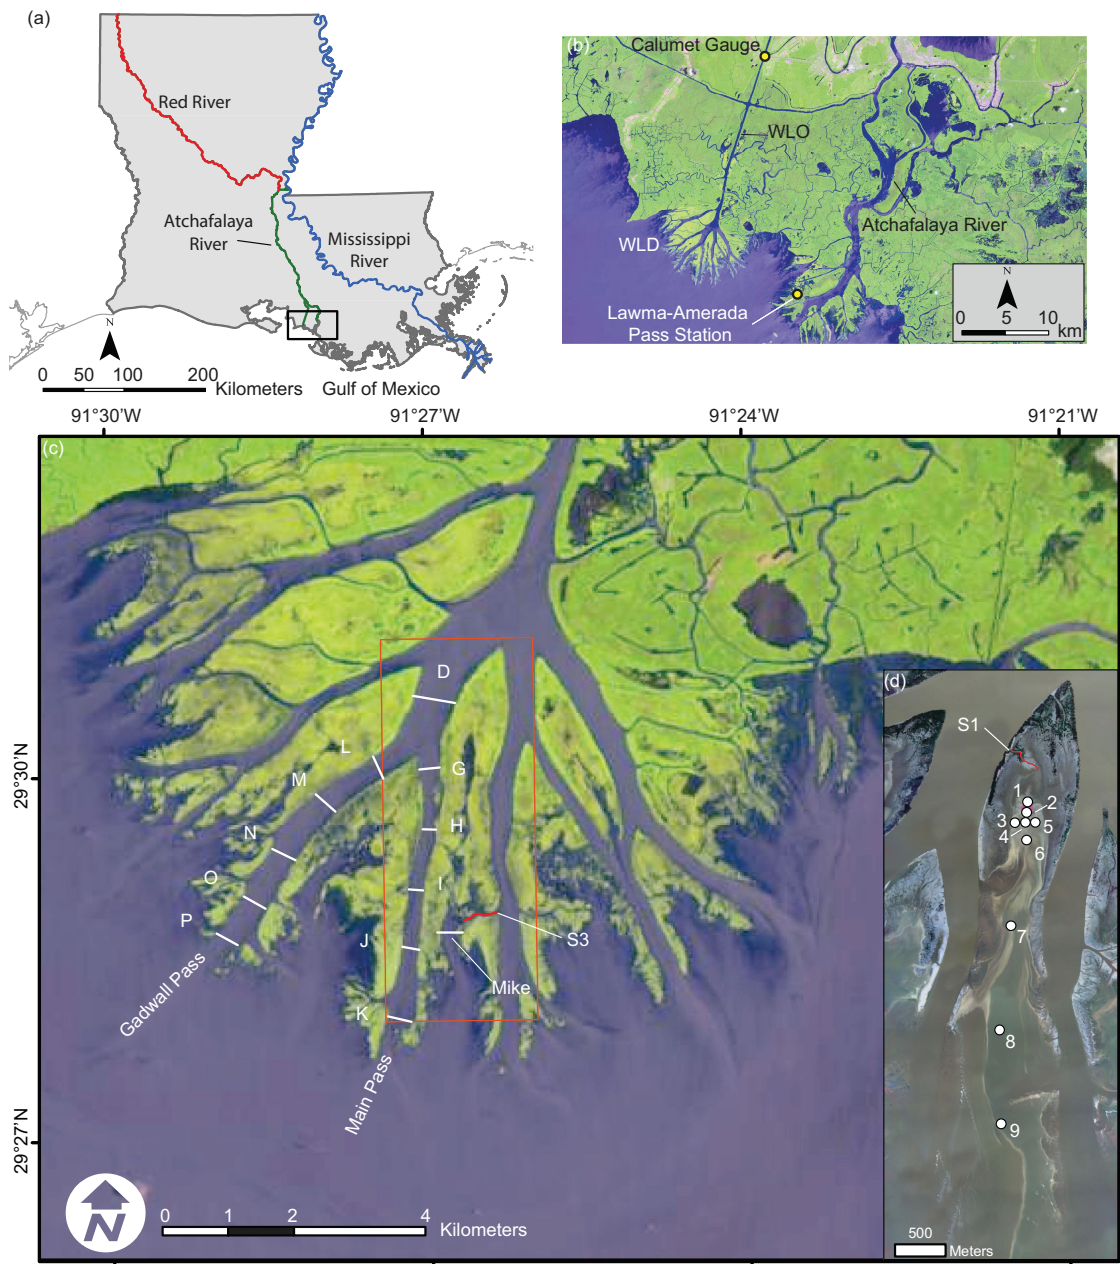 (a)
Red River
Atchafalaya
River
Mississippi
River
N
0 50 100 200
Kilometers
Gulf of Mexico
(b)
Calumet Gauge
WLO
Atchafalaya River
WLD
Lawma-Amerada
Pass Station
N
0 5 10
km
91°30'W 91°27'W 91°24'W 91°21'W
(c)
29°30'N
29°27'N
D
L
G
M
H
N
I
O
P
J
S3
Mike
K
Gadwall Pass
Main Pass
N
0 1 2 4
Kilometers
(d)
S1
1
2
3
5
4
6
7
8
9
500
Meters